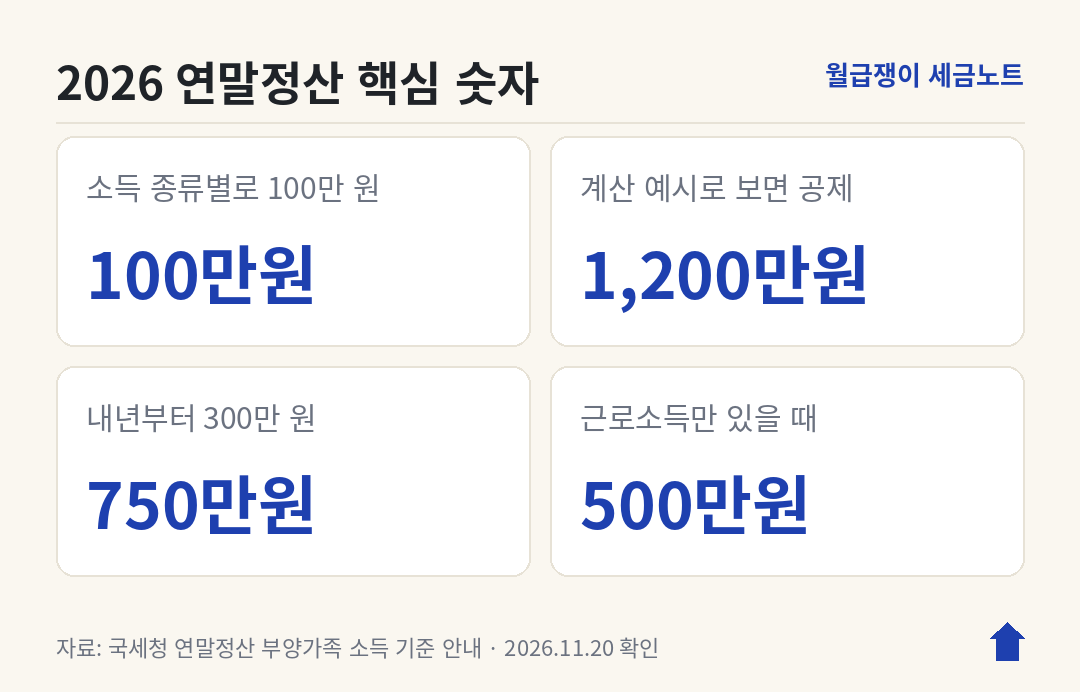 2026 연말정산 핵심 숫자
월급쟁이 세금노트
소득 종류별로 100만 원
100만원
계산 예시로 보면 공제
1,200만원
내년부터 300만 원
750만원
근로소득만 있을 때
500만원
자료: 국세청 연말정산 부양가족 소득 기준 안내 · 2026.11.20 확인